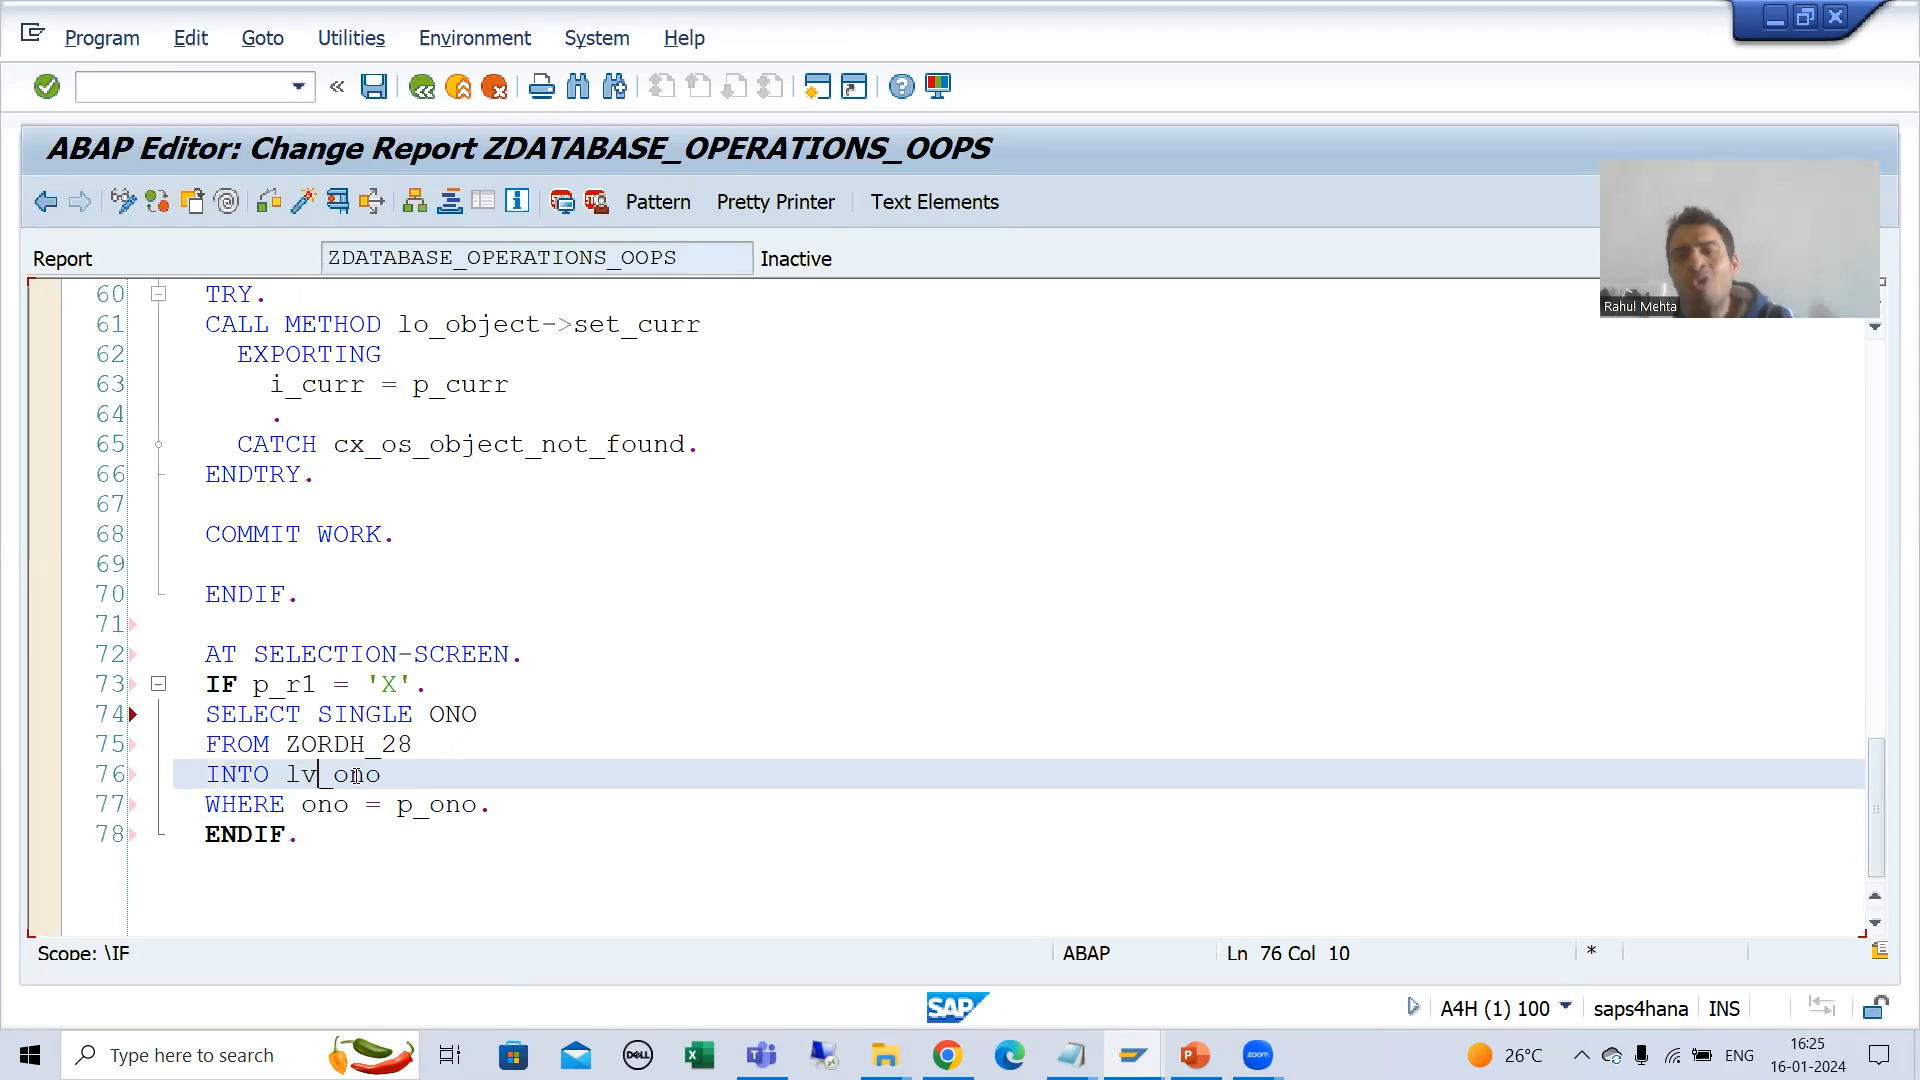 Program Edit Goto Utilities Environment System Help
ABAP Editor: Change Report ZDATABASE_OPERATIONS_OOPS
Pattern Pretty Printer Text Elements
Report ZDATABASE_OPERATIONS_OOPS Inactive
Rahul Mehta
60 TRY.
61 CALL METHOD lo_object->set_curr
62 EXPORTING
63 i_curr = p_curr
64 .
65 CATCH cx_os_object_not_found.
66 ENDTRY.
67
68 COMMIT WORK.
69
70 ENDIF.
71
72 AT SELECTION-SCREEN.
73 IF p_r1 = 'X'.
74 SELECT SINGLE ONO
75 FROM ZORDH_28
76 INTO lv_ono
77 WHERE ono = p_ono.
78 ENDIF.
Scope: \IF ABAP Ln 76 Col 10 *
SAP
A4H (1) 100 saps4hana INS
Type here to search
DELL
zoom
26°C ENG
16:25
16-01-2024